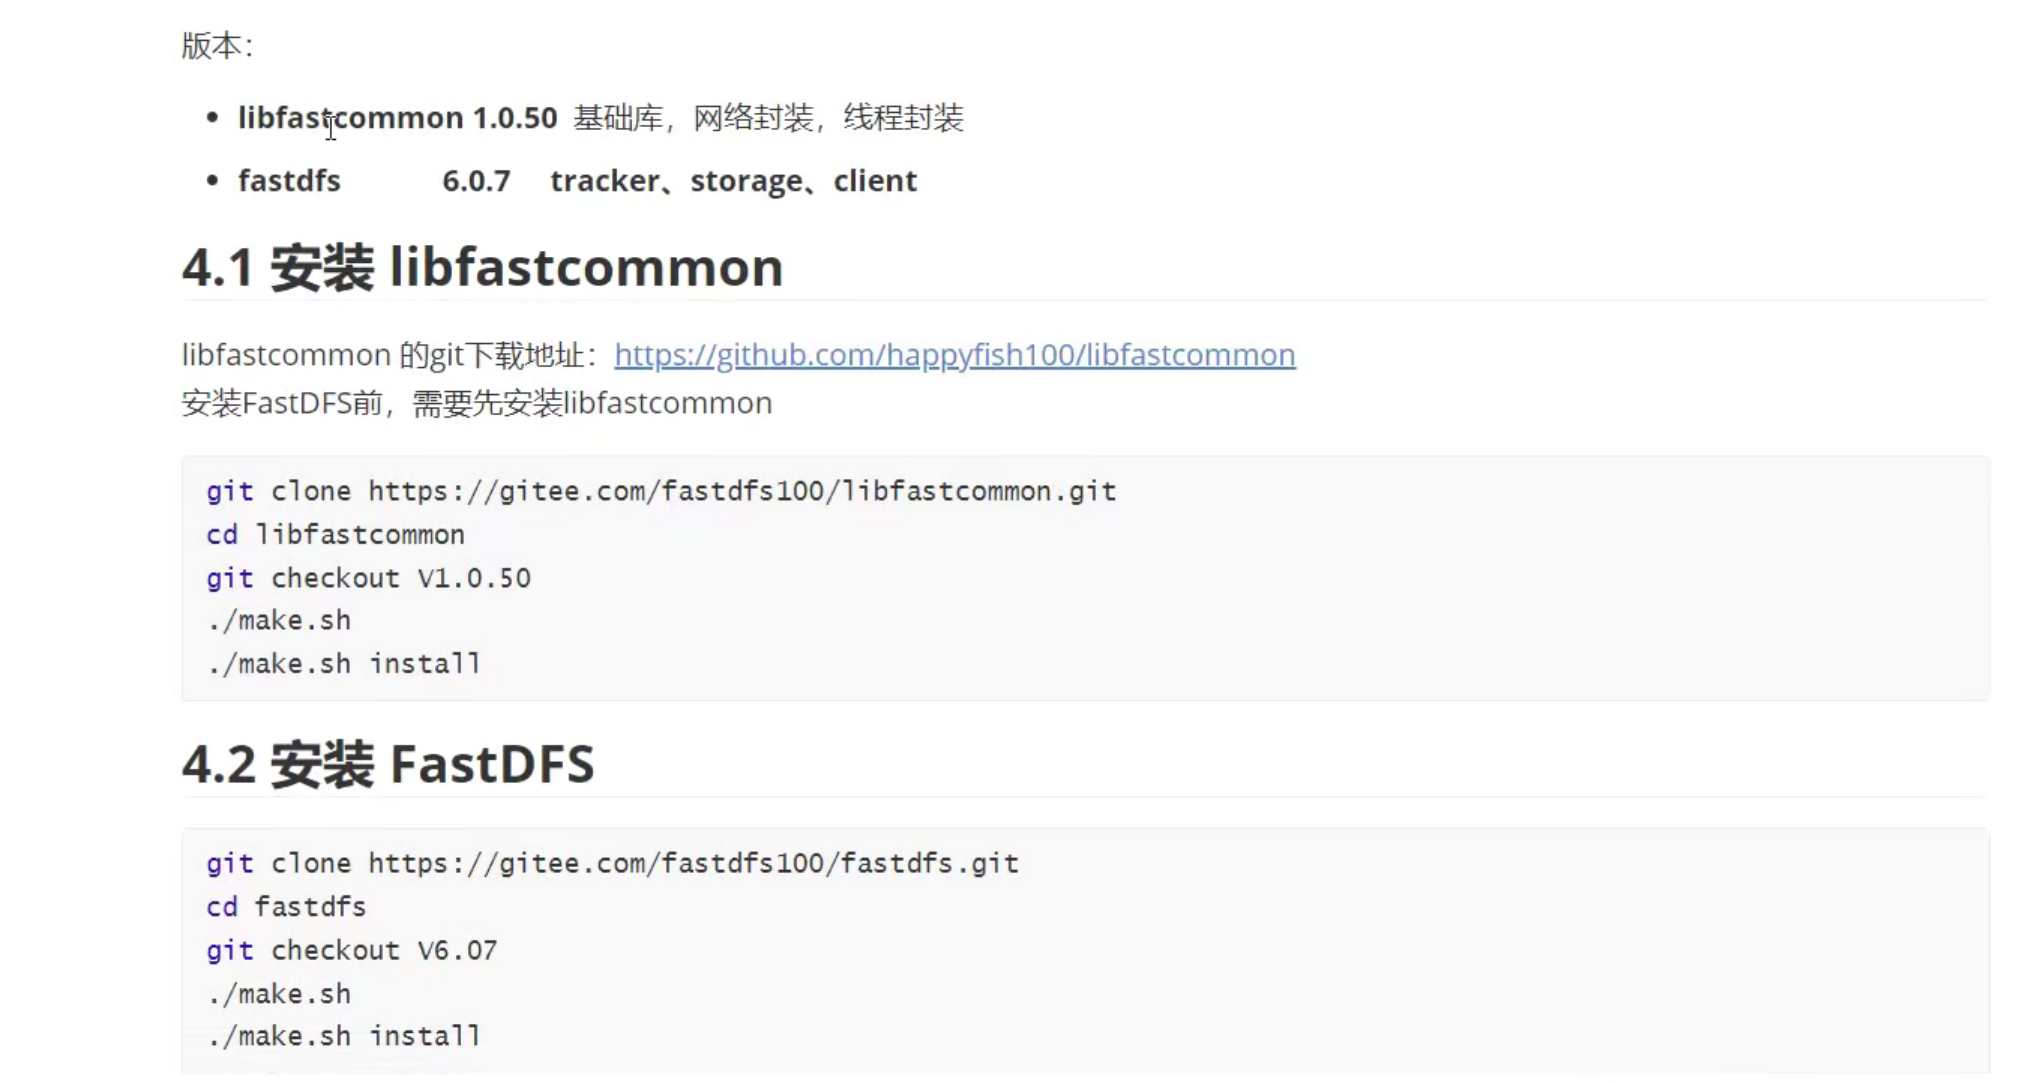 版本：
libfastcommon 1.0.50 基础库，网络封装，线程封装
fastdfs 6.0.7 tracker、storage、client
4.1 安装 libfastcommon
libfastcommon 的git下载地址：https://github.com/happyfish100/libfastcommon
安装FastDFS前，需要先安装libfastcommon
git clone https://gitee.com/fastdfs100/libfastcommon.git
cd libfastcommon
git checkout V1.0.50
./make.sh
./make.sh install
4.2 安装 FastDFS
git clone https://gitee.com/fastdfs100/fastdfs.git
cd fastdfs
git checkout V6.07
./make.sh
./make.sh install